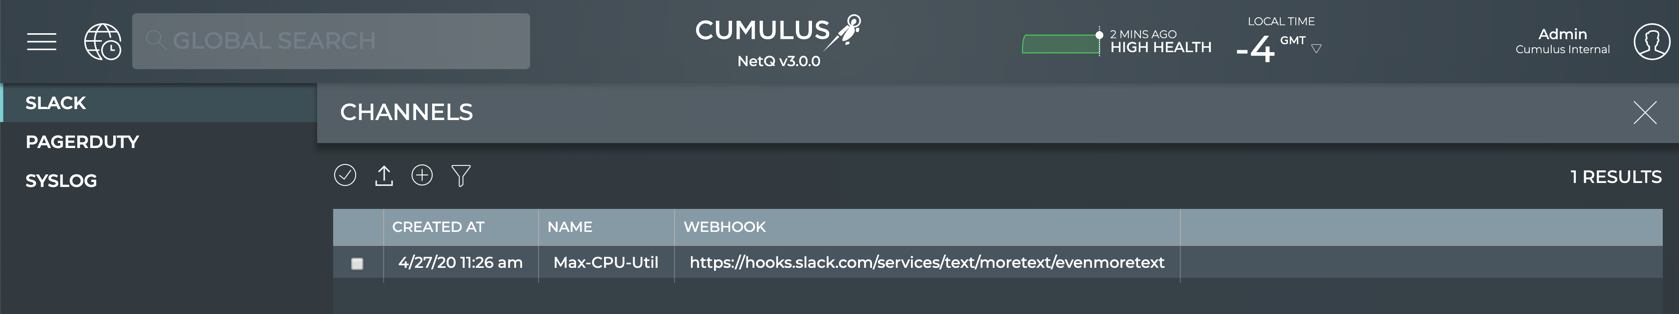 GLOBAL SEARCH
CUMULUS
NetQ v3.0.0
2 MINS AGO
HIGH HEALTH
LOCAL TIME
-4 GMT
Admin
Cumulus Internal
SLACK
PAGERDUTY
SYSLOG
CHANNELS
1 RESULTS
CREATED AT NAME WEBHOOK
4/27/20 11:26 am Max-CPU-Util https://hooks.slack.com/services/text/moretext/evenmoretext